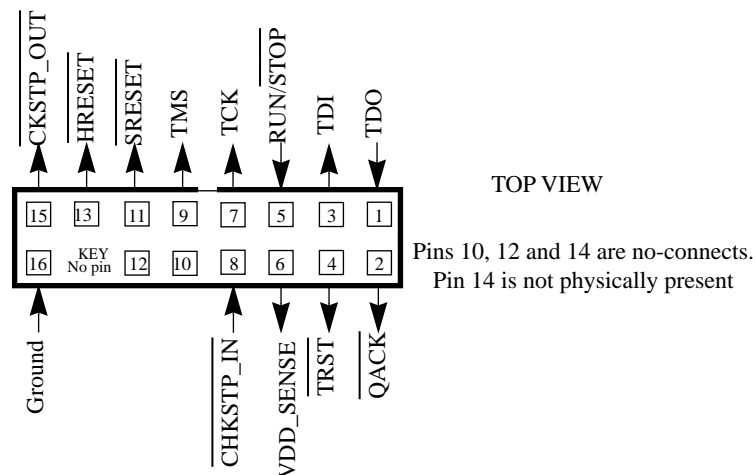 CKSTP_OUT
HRESET
SRESET
TMS
TCK
RUN/STOP
TDI
TDO
15 13 11 9 7 5 3 1
16 KEY No pin 12 10 8 6 4 2
Ground
CHKSTP_IN
VDD_SENSE
TRST
QACK
TOP VIEW
Pins 10, 12 and 14 are no-connects.
Pin 14 is not physically present